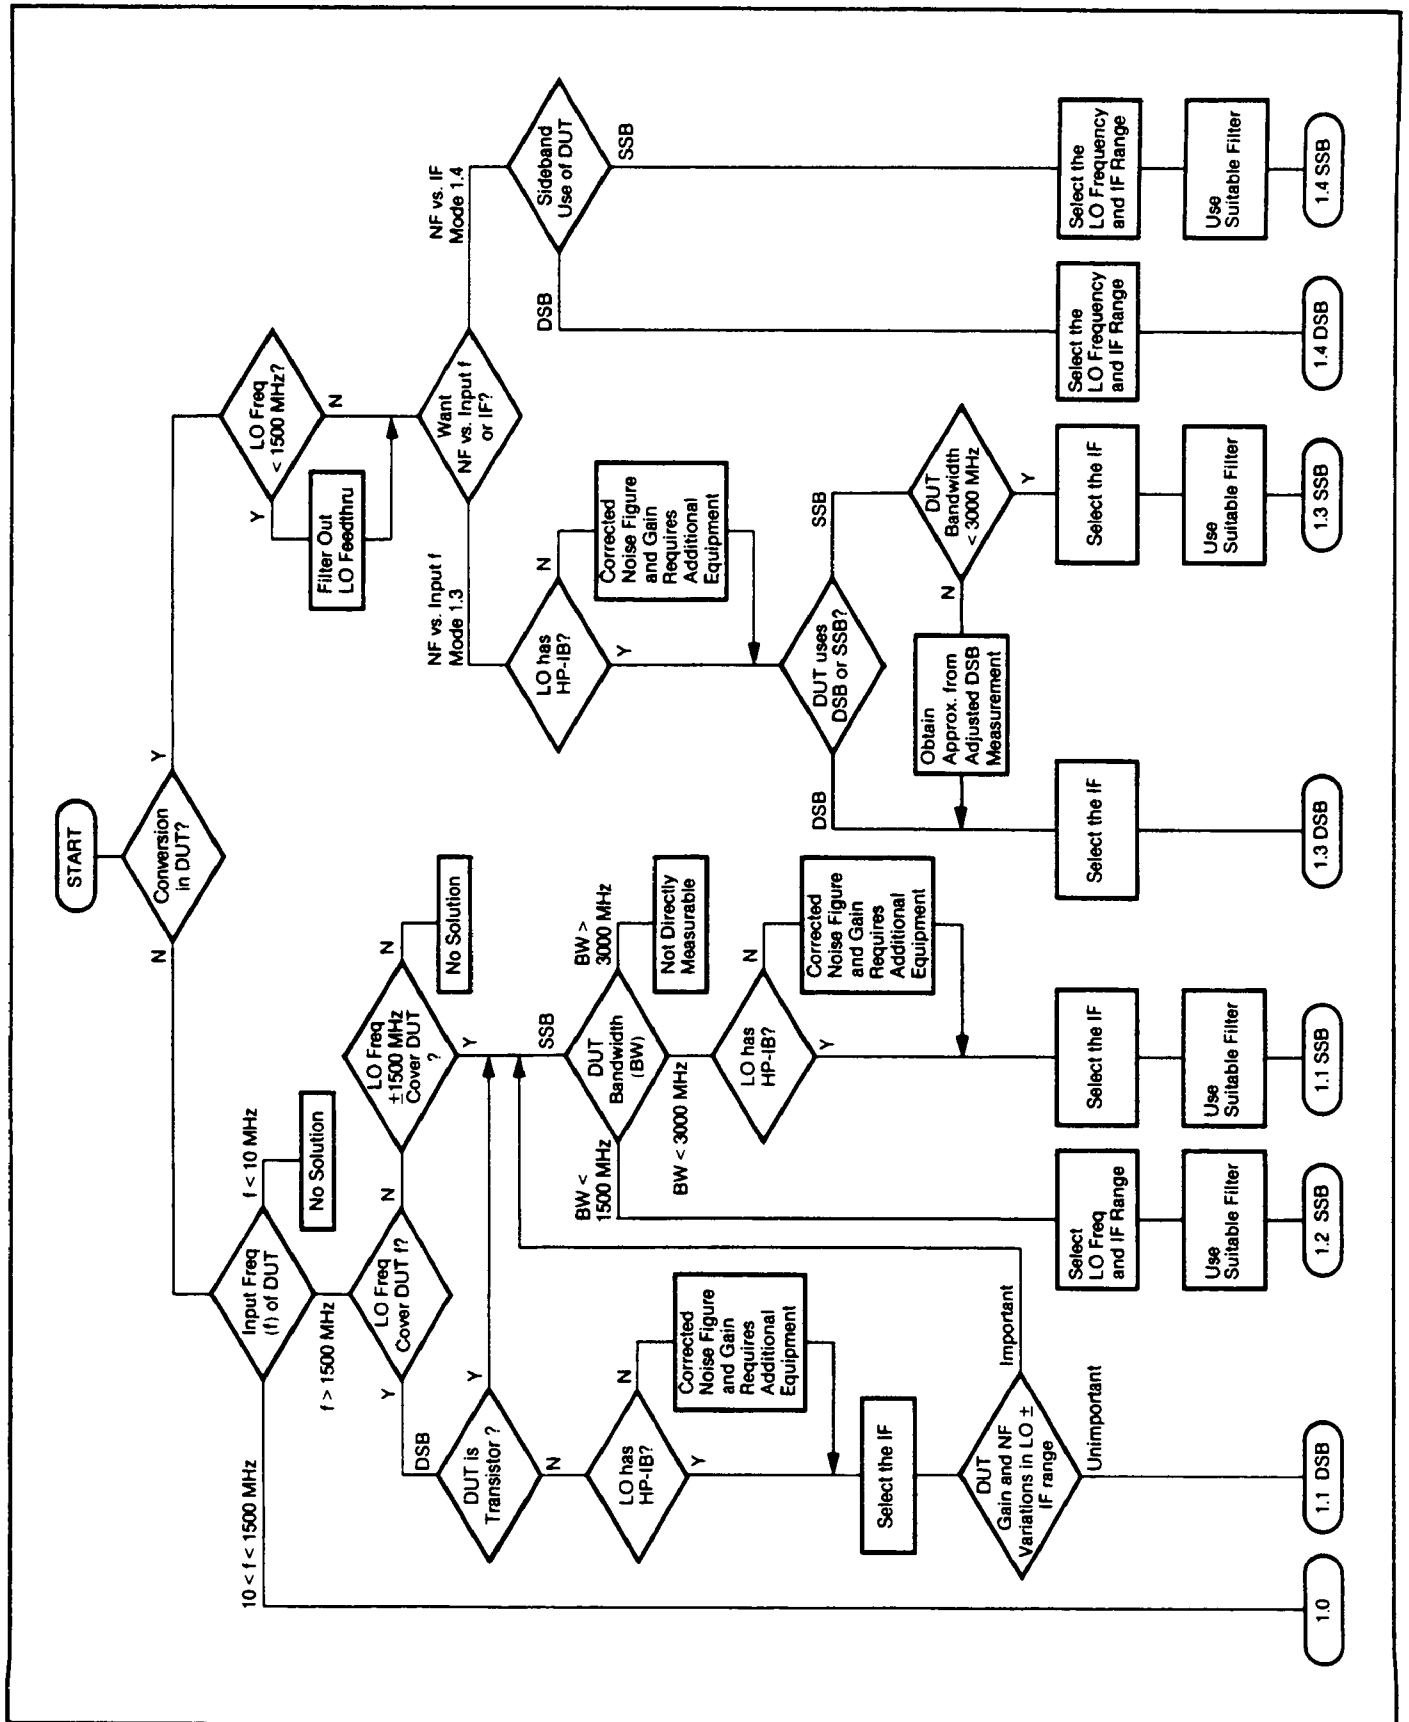 START
Conversion
in DUT?
N
Y
Input Freq
(f) of DUT
10 < f < 1500 MHz
f < 10 MHz
No Solution
f > 1500 MHz
LO Freq
Cover DUT f?
Y
N
LO Freq
±1500 MHz
Cover DUT
?
N
No Solution
Y
DSB
DUT is
Transistor ?
Y
N
LO has
HP-IB?
N
Y
Corrected
Noise Figure
and Gain
Requires
Additional
Equipment
Select the IF
DUT
Gain and NF
Variations in LO ±
IF range
Important
Unimportant
SSB
DUT
Bandwidth
(BW)
BW >
3000 MHz
Not Directly
Measurable
BW <
1500 MHz
BW < 3000 MHz
LO has
HP-IB?
N
Y
Corrected
Noise Figure
and Gain
Requires
Additional
Equipment
Select
LO Freq
and IF Range
Use
Suitable Filter
Select the IF
Use
Suitable Filter
LO Freq
< 1500 MHz?
Y
N
Filter Out
LO Feedthru
Want
NF vs. Input f
or IF?
NF vs. Input f
Mode 1.3
NF vs. IF
Mode 1.4
LO has
HP-IB?
N
Y
Corrected
Noise Figure
and Gain
Requires
Additional
Equipment
DUT uses
DSB or SSB?
DSB
SSB
DUT
Bandwidth
< 3000 MHz
N
Y
Obtain
Approx. from
Adjusted DSB
Measurement
Select the IF
Select the IF
Use
Suitable Filter
Sideband
Use of DUT
DSB
SSB
Select the
LO Frequency
and IF Range
Select the
LO Frequency
and IF Range
Use
Suitable Filter
1.0
1.1 DSB
1.2 SSB
1.1 SSB
1.3 DSB
1.3 SSB
1.4 DSB
1.4 SSB